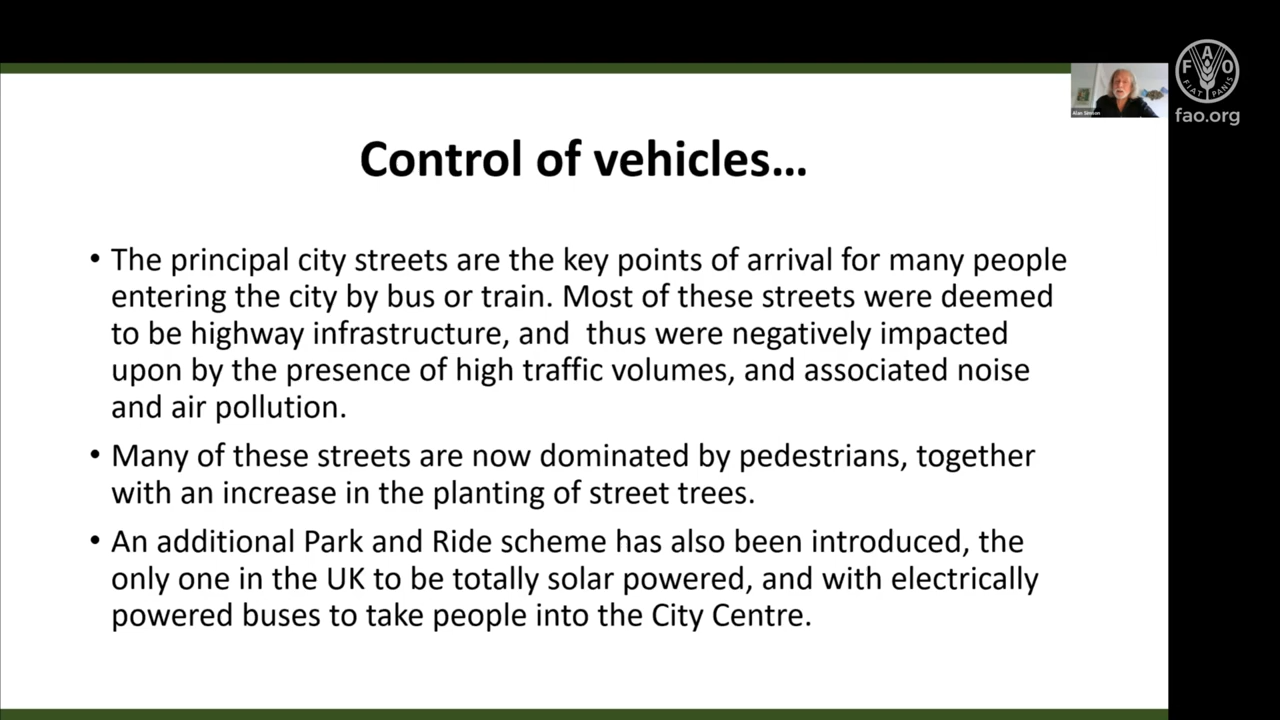 Control of vehicles...
• The principal city streets are the key points of arrival for many people
entering the city by bus or train. Most of these streets were deemed
to be highway infrastructure, and  thus were negatively impacted
upon by the presence of high traffic volumes, and associated noise
and air pollution.
• Many of these streets are now dominated by pedestrians, together
with an increase in the planting of street trees.
• An additional Park and Ride scheme has also been introduced, the
only one in the UK to be totally solar powered, and with electrically
powered buses to take people into the City Centre.
Alan Simson
F A O
FIAT PANIS
fao.org